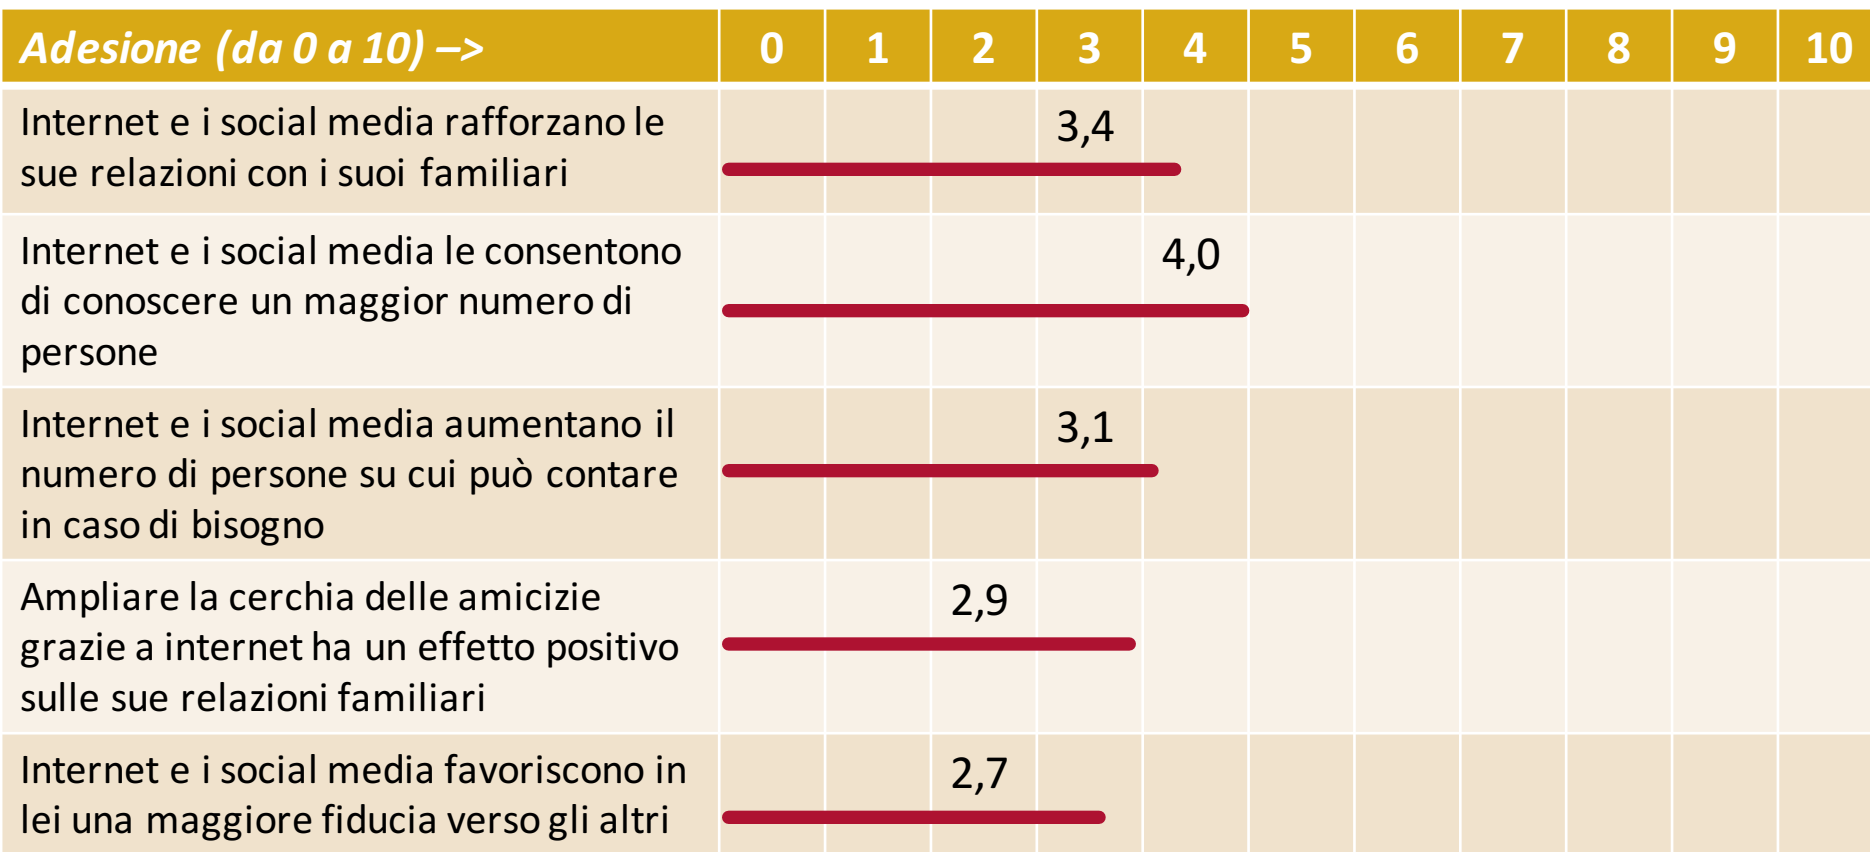 Adesione (da 0 a 10) –> 0 1 2 3 4 5 6 7 8 9 10
Internet e i social media rafforzano le
sue relazioni con i suoi familiari
3,4
Internet e i social media le consentono
di conoscere un maggior numero di
persone
4,0
Internet e i social media aumentano il
numero di persone su cui può contare
in caso di bisogno
3,1
Ampliare la cerchia delle amicizie
grazie a internet ha un effetto positivo
sulle sue relazioni familiari
2,9
Internet e i social media favoriscono in
lei una maggiore fiducia verso gli altri
2,7